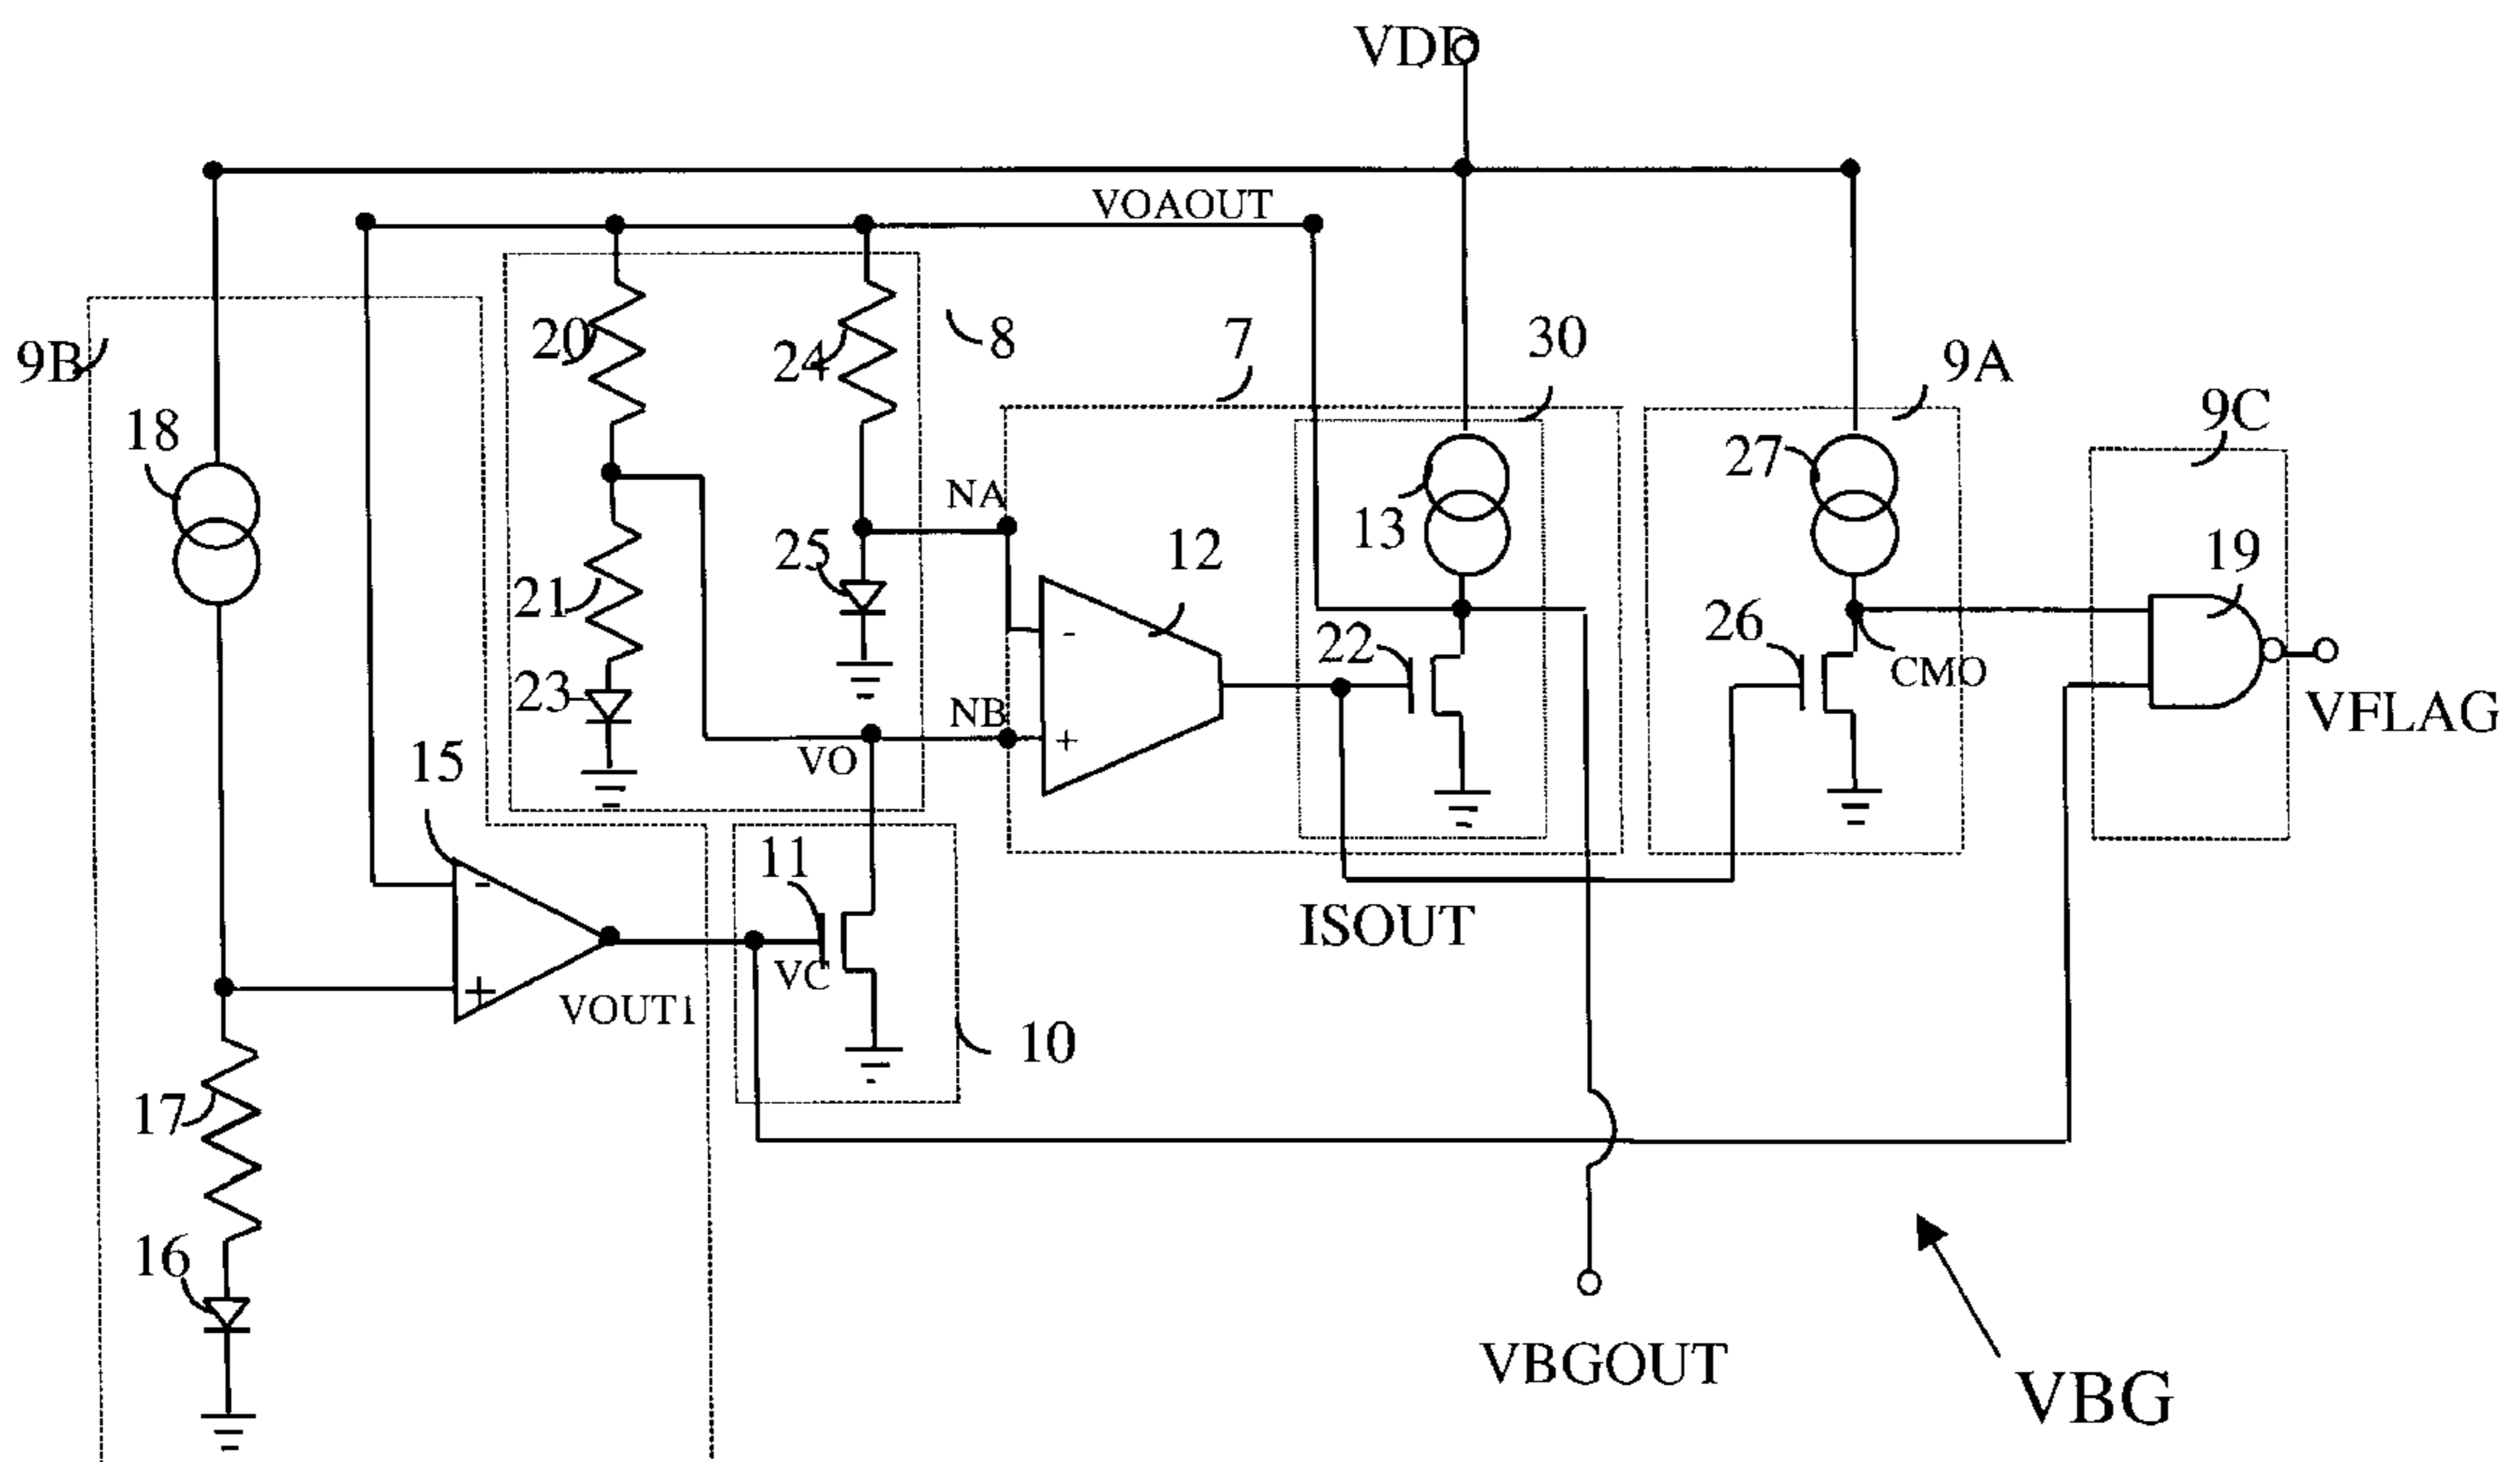 VDD
VOAOUT
9B
20
24
8
7
30
9A
9C
18
27
NA
25
13
12
19
21
26
22
-
CMO
23
NB
VFLAG
+
VO
15
11
-
ISOUT
VC
+
VOUT1
10
17
16
VBGOUT
VBG